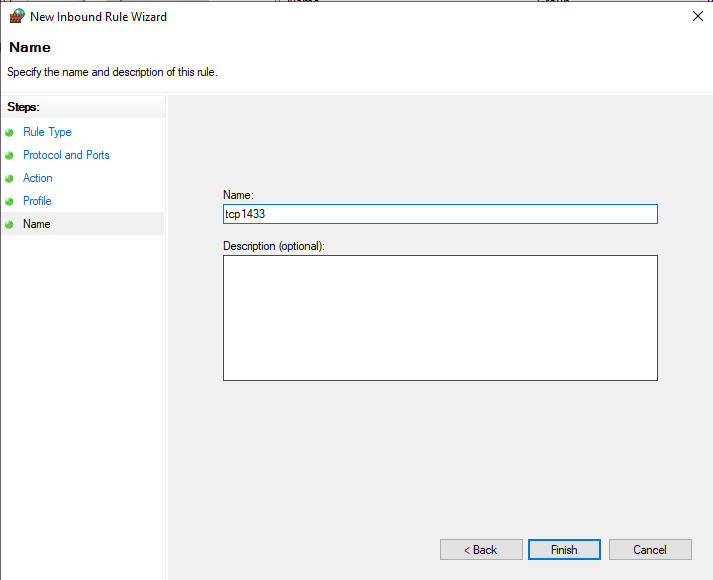 New Inbound Rule Wizard
Name
Specify the name and description of this rule.
Steps:
Rule Type
Protocol and Ports
Action
Profile
Name
Name:
tcp1433
Description (optional):
< Back
Finish
Cancel